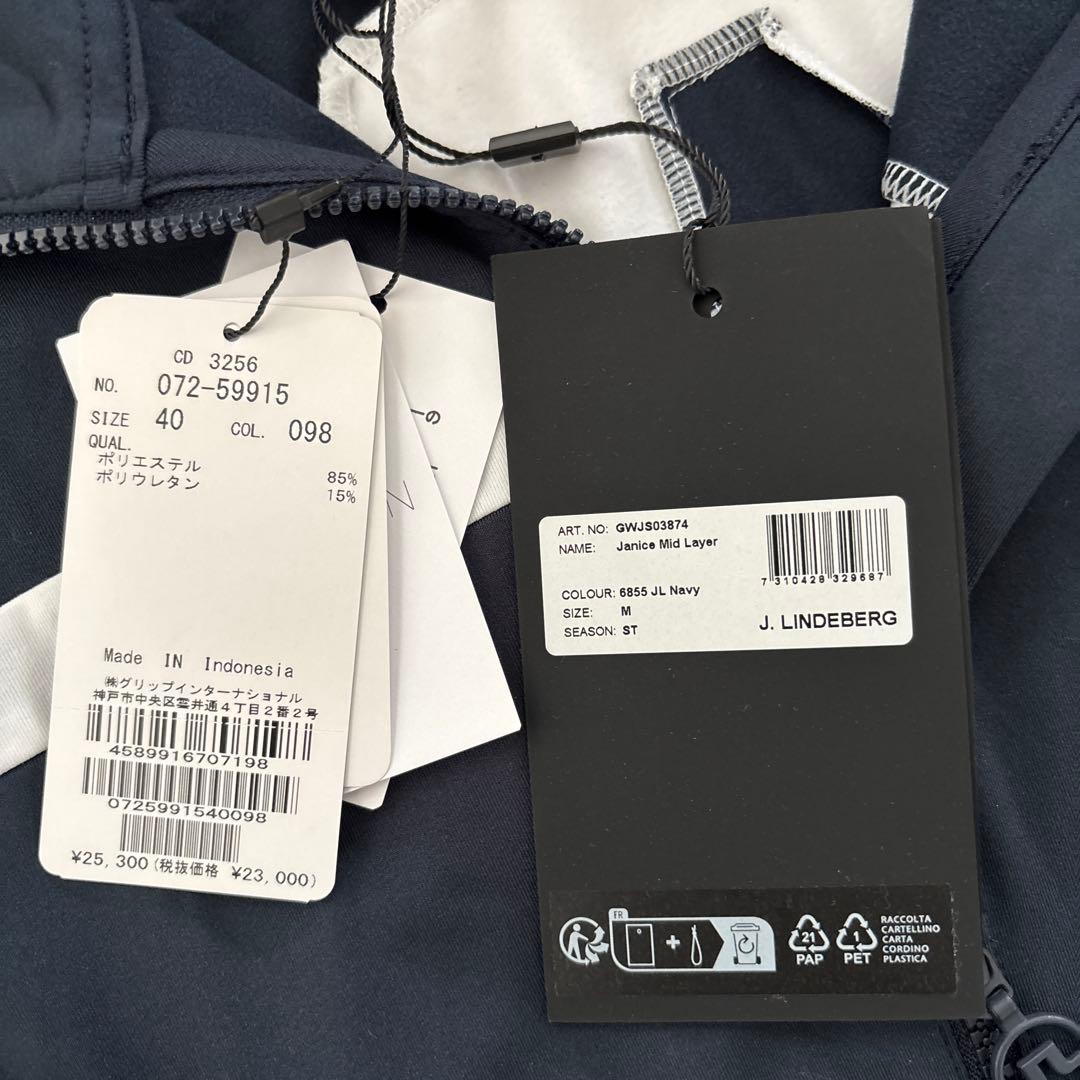 CD 3256
NO. 072-59915
SIZE 40 COL. 098
QUAL.
ポリエステル 85%
ポリウレタン 15%
Made IN Indonesia
㈱グリップインターナショナル
神戸市中央区雲井通4丁目2番2号
4589916707198
0725991540098
¥25,300(税抜価格 ¥23,000)
ART. NO: GWJS03874
NAME: Janice Mid Layer
7 310428 329687
COLOUR: 6855 JL Navy
SIZE: M
SEASON: ST
J. LINDEBERG
FR
21
PAP
1
PET
RACCOLTA
CARTELLINO
CARTA
CORDINO
PLASTICA